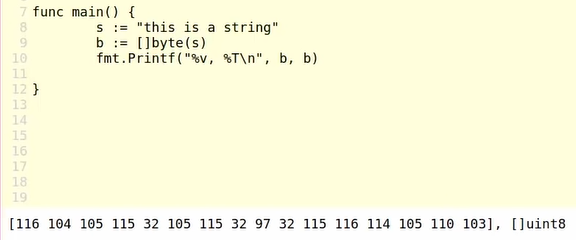 7 func main() {
8 s := "this is a string"
9 b := []byte(s)
10 fmt.Printf("%v, %T\n", b, b)
11
12 }
13
14
15
16
17
18
19
[116 104 105 115 32 105 115 32 97 32 115 116 114 105 110 103], []uint8